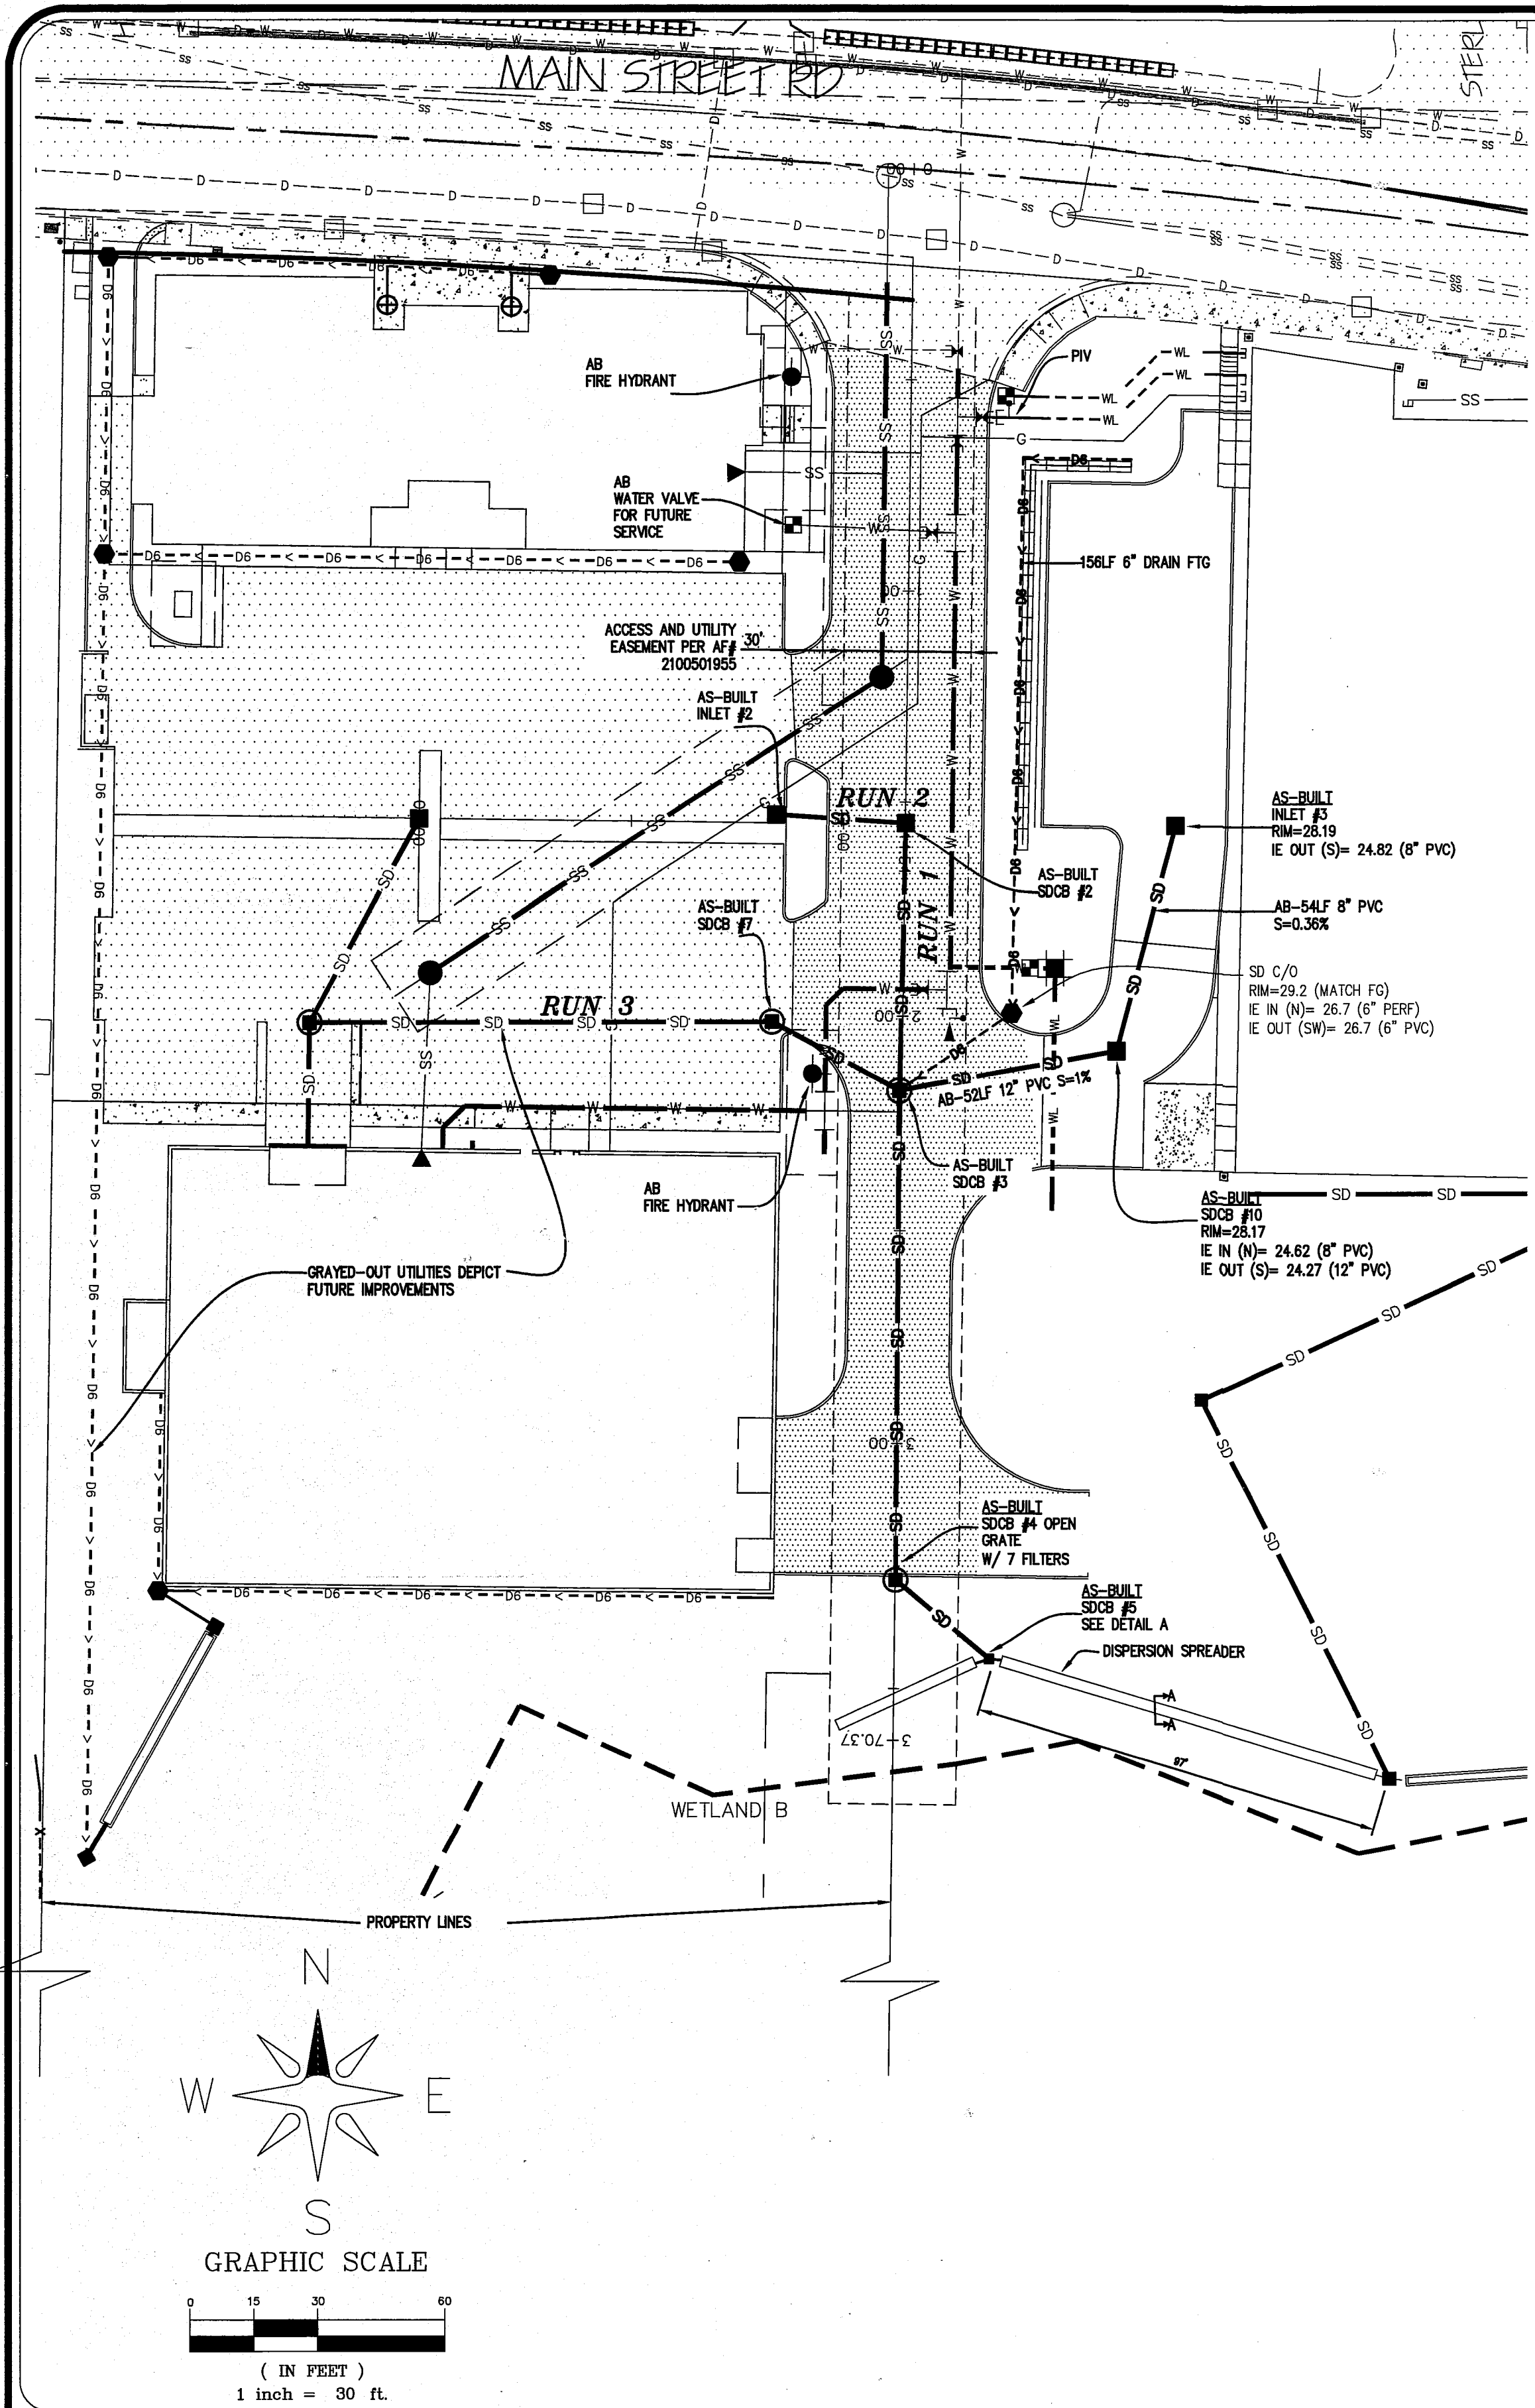 MAIN STREET RD
STERL
0+00
AB
FIRE HYDRANT
PIV
AB
WATER VALVE
FOR FUTURE
SERVICE
156LF 6" DRAIN FTG
ACCESS AND UTILITY
EASEMENT PER AF#
2100501955
30'
AS-BUILT
INLET #2
RUN 2
AS-BUILT
INLET #3
RIM=28.19
IE OUT (S)= 24.82 (8" PVC)
AS-BUILT
SDCB #2
RUN 1
AS-BUILT
SDCB #7
AB-54LF 8" PVC
S=0.36%
SD C/O
RIM=29.2 (MATCH FG)
IE IN (N)= 26.7 (6" PERF)
IE OUT (SW)= 26.7 (6" PVC)
RUN 3
2+00
AB-52LF 12" PVC S=1%
AS-BUILT
SDCB #3
AB
FIRE HYDRANT
AS-BUILT
SDCB #10
RIM=28.17
IE IN (N)= 24.62 (8" PVC)
IE OUT (S)= 24.27 (12" PVC)
GRAYED-OUT UTILITIES DEPICT
FUTURE IMPROVEMENTS
3+00
AS-BUILT
SDCB #4 OPEN
GRATE
W/ 7 FILTERS
AS-BUILT
SDCB #5
SEE DETAIL A
DISPERSION SPREADER
A
A
3+70.37
97'
WETLAND B
PROPERTY LINES
N
W E
S
GRAPHIC SCALE
0 15 30 60
( IN FEET )
1 inch = 30 ft.